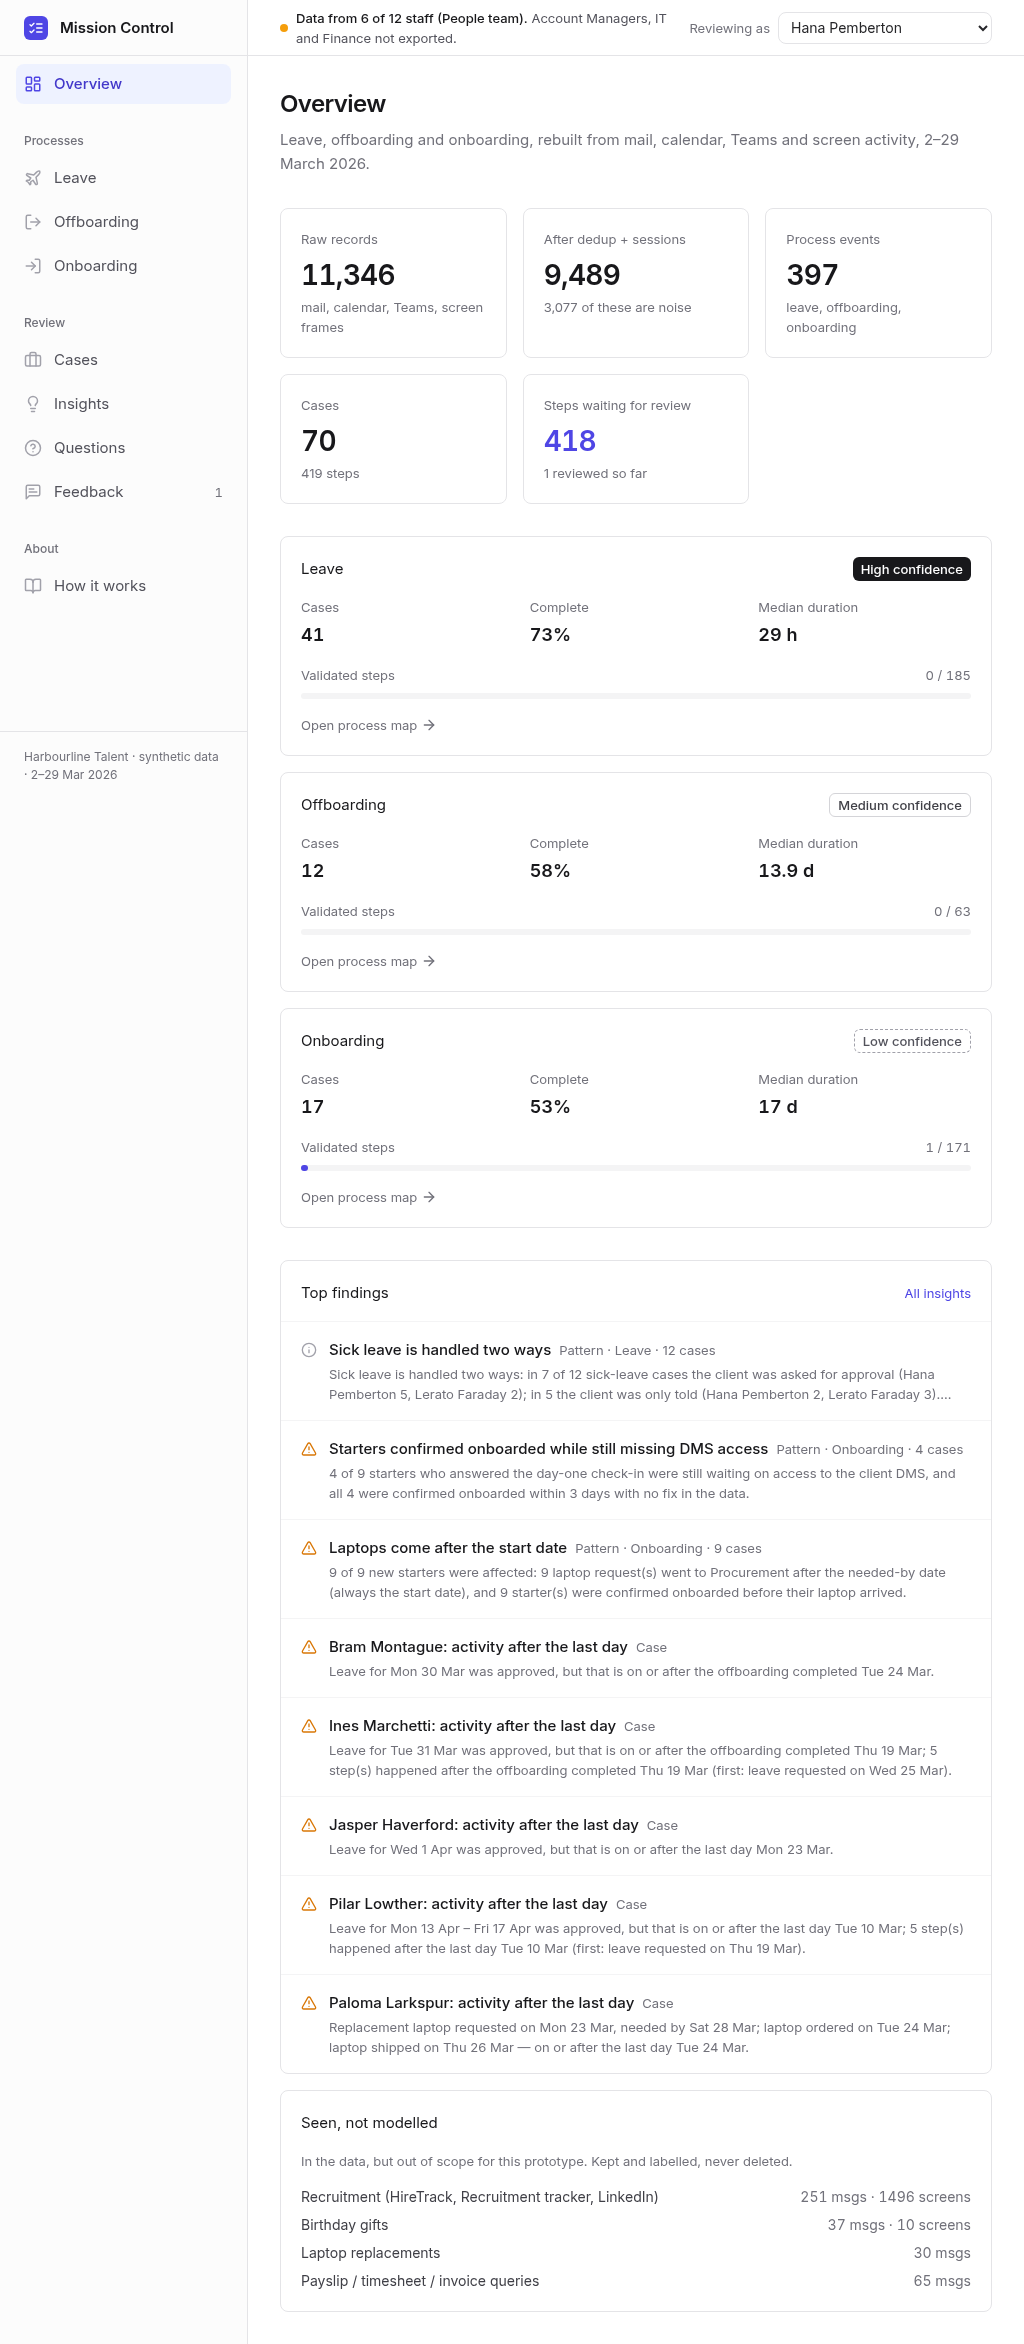 Mission Control
Overview
Processes
Leave
Offboarding
Onboarding
Review
Cases
Insights
Questions
Feedback 1
About
How it works
Harbourline Talent · synthetic data
· 2–29 Mar 2026
Data from 6 of 12 staff (People team). Account Managers, IT
and Finance not exported.
Reviewing as
Hana Pemberton
Overview
Leave, offboarding and onboarding, rebuilt from mail, calendar, Teams and screen activity, 2–29
March 2026.
Raw records
11,346
mail, calendar, Teams, screen
frames
After dedup + sessions
9,489
3,077 of these are noise
Process events
397
leave, offboarding,
onboarding
Cases
70
419 steps
Steps waiting for review
418
1 reviewed so far
Leave High confidence
Cases Complete Median duration
41 73% 29 h
Validated steps 0 / 185
Open process map →
Offboarding Medium confidence
Cases Complete Median duration
12 58% 13.9 d
Validated steps 0 / 63
Open process map →
Onboarding Low confidence
Cases Complete Median duration
17 53% 17 d
Validated steps 1 / 171
Open process map →
Top findings All insights
Sick leave is handled two ways Pattern · Leave · 12 cases
Sick leave is handled two ways: in 7 of 12 sick-leave cases the client was asked for approval (Hana
Pemberton 5, Lerato Faraday 2); in 5 the client was only told (Hana Pemberton 2, Lerato Faraday 3)....
Starters confirmed onboarded while still missing DMS access Pattern · Onboarding · 4 cases
4 of 9 starters who answered the day-one check-in were still waiting on access to the client DMS, and
all 4 were confirmed onboarded within 3 days with no fix in the data.
Laptops come after the start date Pattern · Onboarding · 9 cases
9 of 9 new starters were affected: 9 laptop request(s) went to Procurement after the needed-by date
(always the start date), and 9 starter(s) were confirmed onboarded before their laptop arrived.
Bram Montague: activity after the last day Case
Leave for Mon 30 Mar was approved, but that is on or after the offboarding completed Tue 24 Mar.
Ines Marchetti: activity after the last day Case
Leave for Tue 31 Mar was approved, but that is on or after the offboarding completed Thu 19 Mar; 5
step(s) happened after the offboarding completed Thu 19 Mar (first: leave requested on Wed 25 Mar).
Jasper Haverford: activity after the last day Case
Leave for Wed 1 Apr was approved, but that is on or after the last day Mon 23 Mar.
Pilar Lowther: activity after the last day Case
Leave for Mon 13 Apr – Fri 17 Apr was approved, but that is on or after the last day Tue 10 Mar; 5 step(s)
happened after the last day Tue 10 Mar (first: leave requested on Thu 19 Mar).
Paloma Larkspur: activity after the last day Case
Replacement laptop requested on Mon 23 Mar, needed by Sat 28 Mar; laptop ordered on Tue 24 Mar;
laptop shipped on Thu 26 Mar — on or after the last day Tue 24 Mar.
Seen, not modelled
In the data, but out of scope for this prototype. Kept and labelled, never deleted.
Recruitment (HireTrack, Recruitment tracker, LinkedIn) 251 msgs · 1496 screens
Birthday gifts 37 msgs · 10 screens
Laptop replacements 30 msgs
Payslip / timesheet / invoice queries 65 msgs